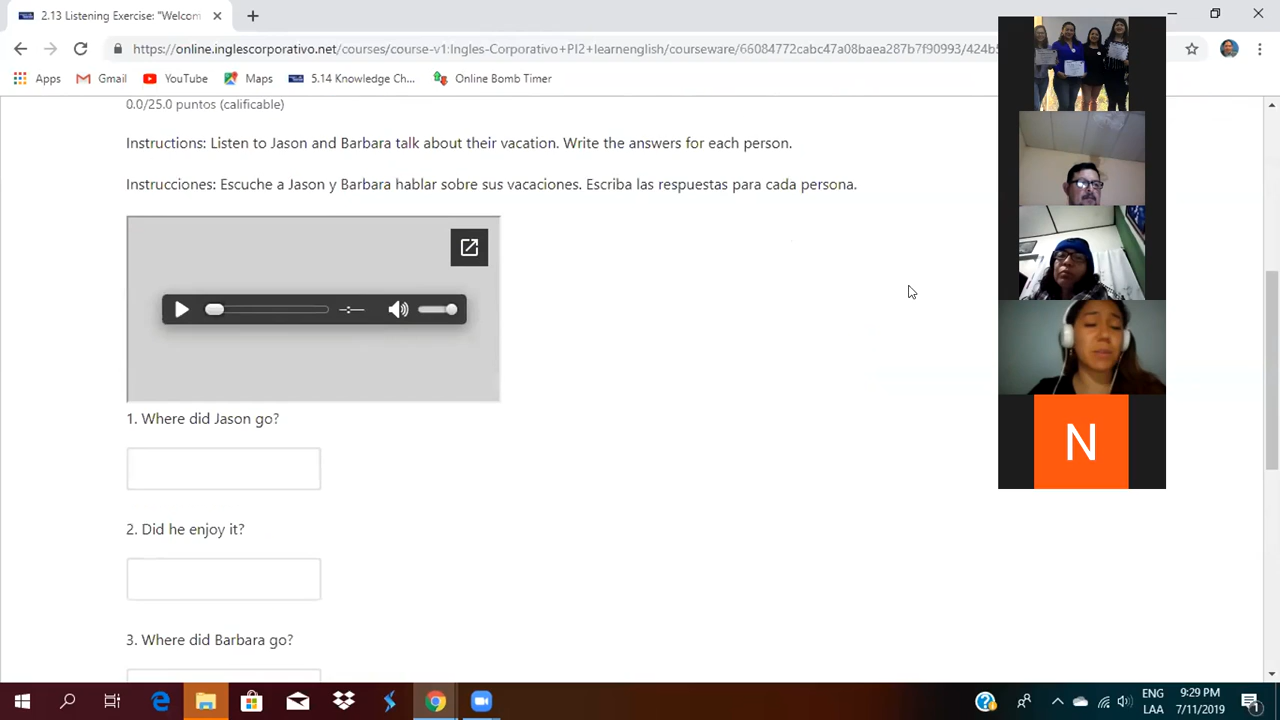 2.13 Listening Exercise: "Welcom
https://online.inglescorporativo.net/courses/course-v1:Ingles-Corporativo+PI2+learnenglish/courseware/66084772cabc47a08baea287b7f90993/424b5
Apps Gmail YouTube Maps 5.14 Knowledge Ch... Online Bomb Timer
0.0/25.0 puntos (calificable)
Instructions: Listen to Jason and Barbara talk about their vacation. Write the answers for each person.
Instrucciones: Escuche a Jason y Barbara hablar sobre sus vacaciones. Escriba las respuestas para cada persona.
1. Where did Jason go?
2. Did he enjoy it?
3. Where did Barbara go?
N
ENG 9:29 PM
LAA 7/11/2019
1